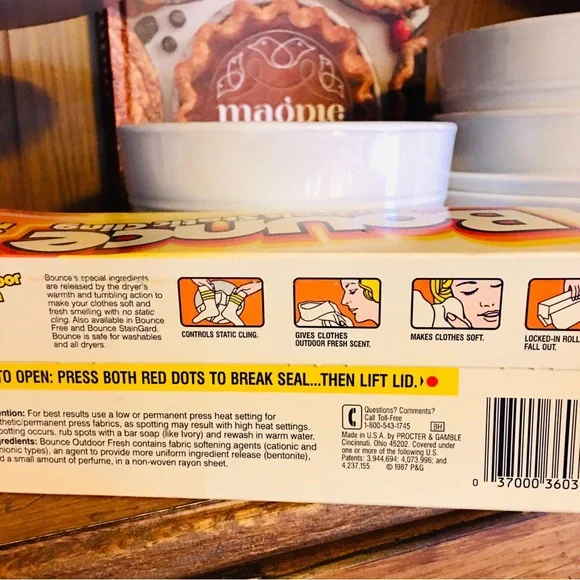 magpie
Bounce
oof
Bounce's special ingredients
are released by the dryer's
warmth and tumbling action to
make your clothes soft and
fresh smelling with no static
cling. Also available in Bounce
Free and Bounce StainGard.
Bounce is safe for washables
and all dryers.
CONTROLS STATIC CLING.
GIVES CLOTHES
OUTDOOR FRESH SCENT.
MAKES CLOTHES SOFT.
LOCKED-IN ROLL
FALL OUT.
TO OPEN: PRESS BOTH RED DOTS TO BREAK SEAL...THEN LIFT LID.
ention: For best results use a low or permanent press heat setting for
thetic/permanent press fabrics, as spotting may result with high heat settings.
potting occurs, rub spots with a bar soap (like Ivory) and rewash in warm water.
redients: Bounce Outdoor Fresh contains fabric softening agents (cationic and
nionic types), an agent to provide more uniform ingredient release (bentonite),
d a small amount of perfume, in a non-woven rayon sheet.
Questions? Comments?
Call Toll-Free
1-800-543-1745
BH
Made in U.S.A. by PROCTER & GAMBLE
Cincinnati, Ohio 45202. Covered under
one or more of the following U.S.
Patents: 3,944,694; 4,073,996; and
4,237,155. © 1987 P&G
0 37000 3603